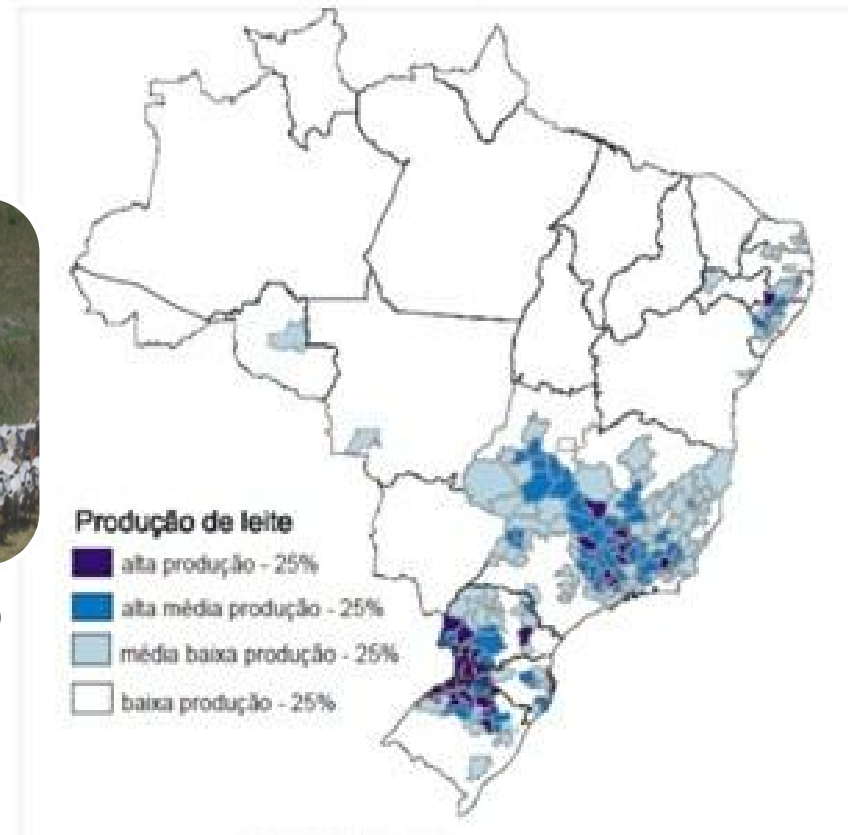 Produção de leite
alta produção - 25%
alta média produção - 25%
média baixa produção - 25%
baixa produção - 25%